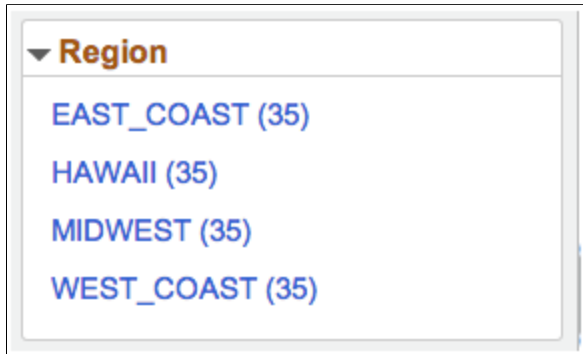 Region
EAST_COAST (35)
HAWAII (35)
MIDWEST (35)
WEST_COAST (35)